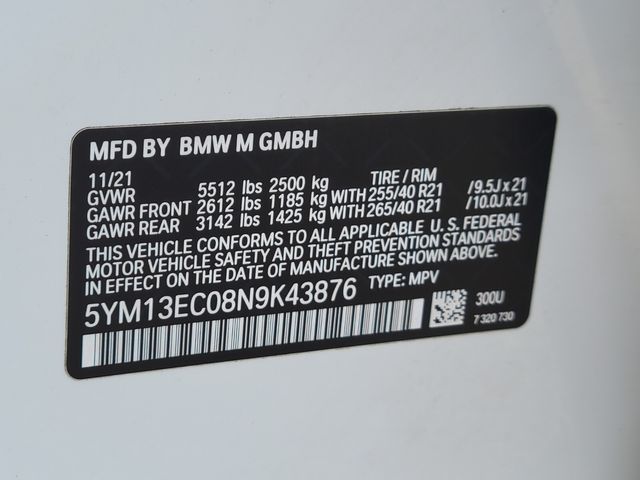 MFD BY BMW M GMBH
11/21 TIRE / RIM
GVWR 5512 lbs 2500 kg
GAWR FRONT 2612 lbs 1185 kg WITH 255/40 R21 /9.5J x 21
GAWR REAR 3142 lbs 1425 kg WITH 265/40 R21 /10.0J x 21
THIS VEHICLE CONFORMS TO ALL APPLICABLE U.S. FEDERAL
MOTOR VEHICLE SAFETY AND THEFT PREVENTION STANDARDS
IN EFFECT ON THE DATE OF MANUFACTURE SHOWN ABOVE.
5YM13EC08N9K43876 TYPE: MPV
300U
7 320 730